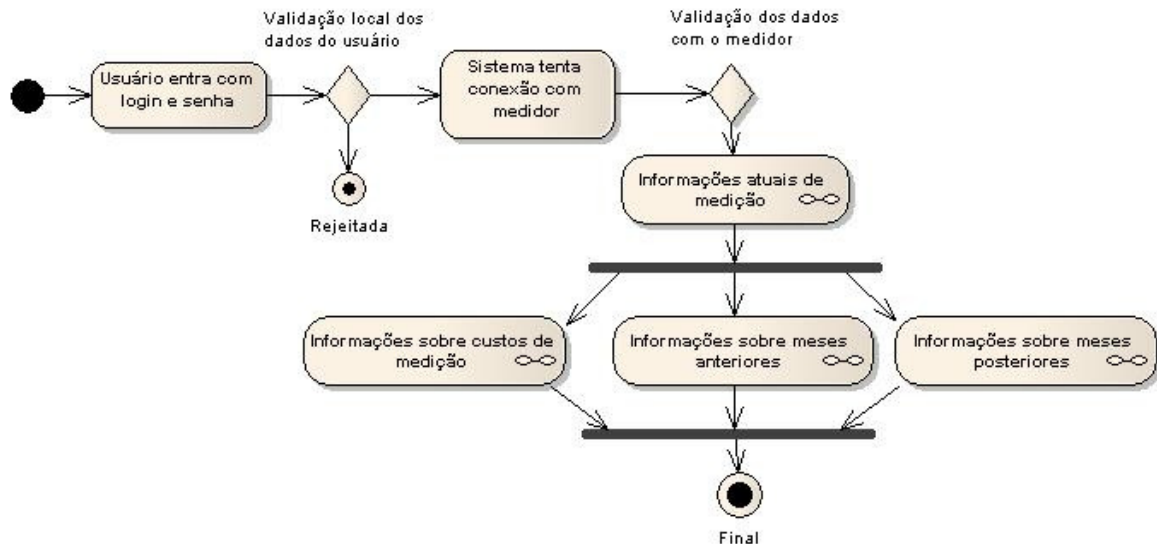 Validação local dos
dados do usuário
Validação dos dados
com o medidor
Usuário entra com
login e senha
Sistema tenta
conexão com
medidor
Rejeitada
Informações atuais de
medição
Informações sobre custos de
medição
Informações sobre meses
anteriores
Informações sobre meses
posteriores
Final